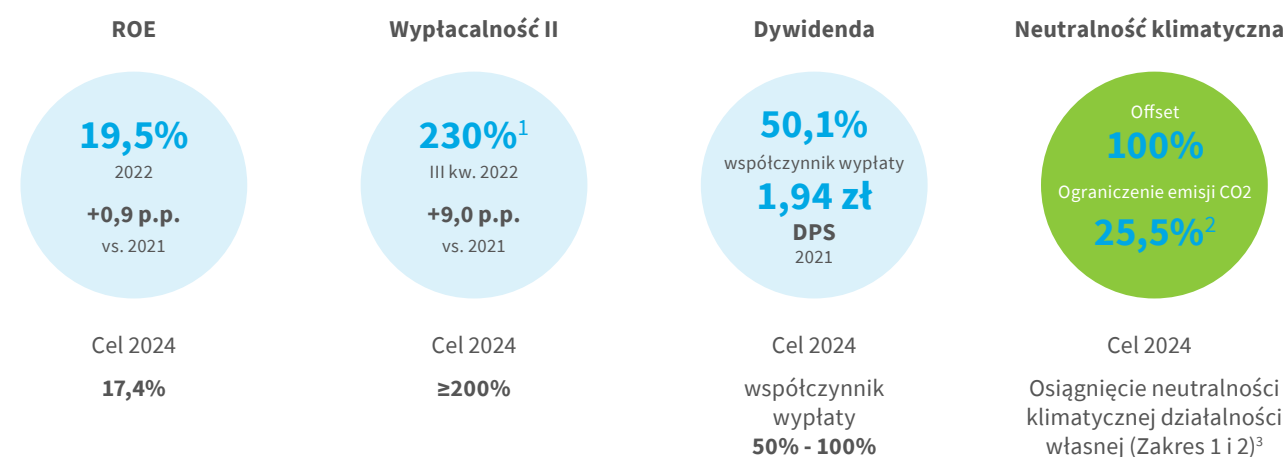 ROE
19,5%
2022
+0,9 p.p.
vs. 2021
Cel 2024
17,4%
Wypłacalność II
230%¹
III kw. 2022
+9,0 p.p.
vs. 2021
Cel 2024
≥200%
Dywidenda
50,1%
współczynnik wypłaty
1,94 zł
DPS
2021
Cel 2024
współczynnik
wypłaty
50% - 100%
Neutralność klimatyczna
Offset
100%
Ograniczenie emisji CO2
25,5%²
Cel 2024
Osiągnięcie neutralności
klimatycznej działalności
własnej (Zakres 1 i 2)³